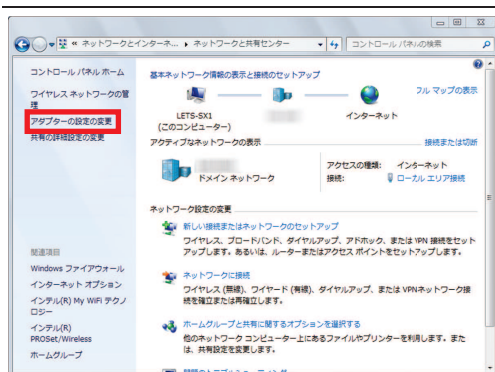 « ネットワークとインターネ... ▸ ネットワークと共有センター
コントロール パネルの検索
コントロール パネル ホーム
ワイヤレス ネットワークの管理
アダプターの設定の変更
共有の詳細設定の変更
関連項目
Windows ファイアウォール
インターネット オプション
インテル(R) My WiFi テクノロジー
インテル(R)
PROSet/Wireless
ホームグループ
基本ネットワーク情報の表示と接続のセットアップ
フル マップの表示
LETS-SX1
(このコンピューター)
インターネット
アクティブなネットワークの表示
接続または切断
ドメイン ネットワーク
アクセスの種類: インターネット
接続: ローカル エリア接続
ネットワーク設定の変更
新しい接続またはネットワークのセットアップ
ワイヤレス、ブロードバンド、ダイヤルアップ、アドホック、または VPN 接続をセット
アップします。あるいは、ルーターまたはアクセス ポイントをセットアップします。
ネットワークに接続
ワイヤレス (無線)、ワイヤード (有線)、ダイヤルアップ、または VPNネットワーク接
続を確立または再確立します。
ホームグループと共有に関するオプションを選択する
他のネットワーク コンピューター上にあるファイルやプリンターを利用します。また
は、共有設定を変更します。